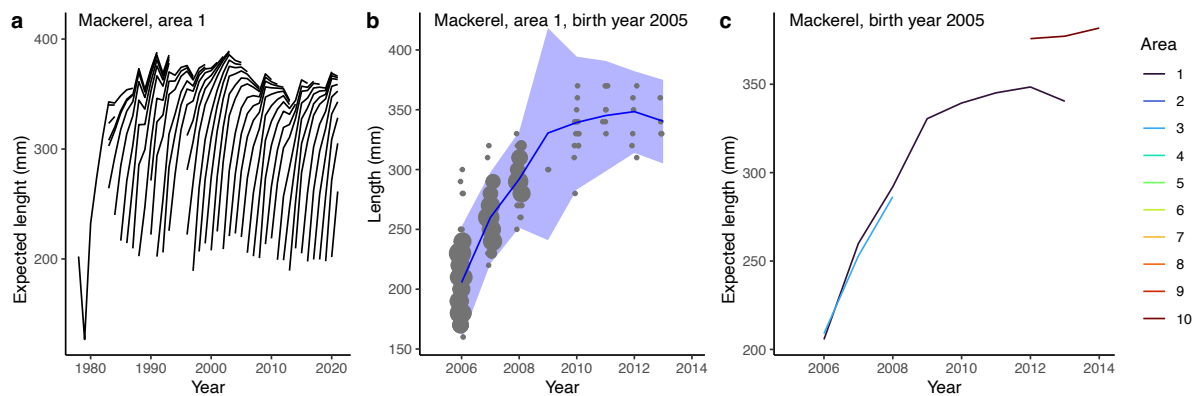 a
Mackerel, area 1
400
300
200
Expected lenght (mm)
1980
1990
2000
2010
2020
Year
b
Mackerel, area 1, birth year 2005
400
350
300
250
200
150
Length (mm)
2006
2008
2010
2012
2014
Year
c
Mackerel, birth year 2005
350
300
250
200
Expected length (mm)
2006
2008
2010
2012
2014
Year
Area
1
2
3
4
5
6
7
8
9
10